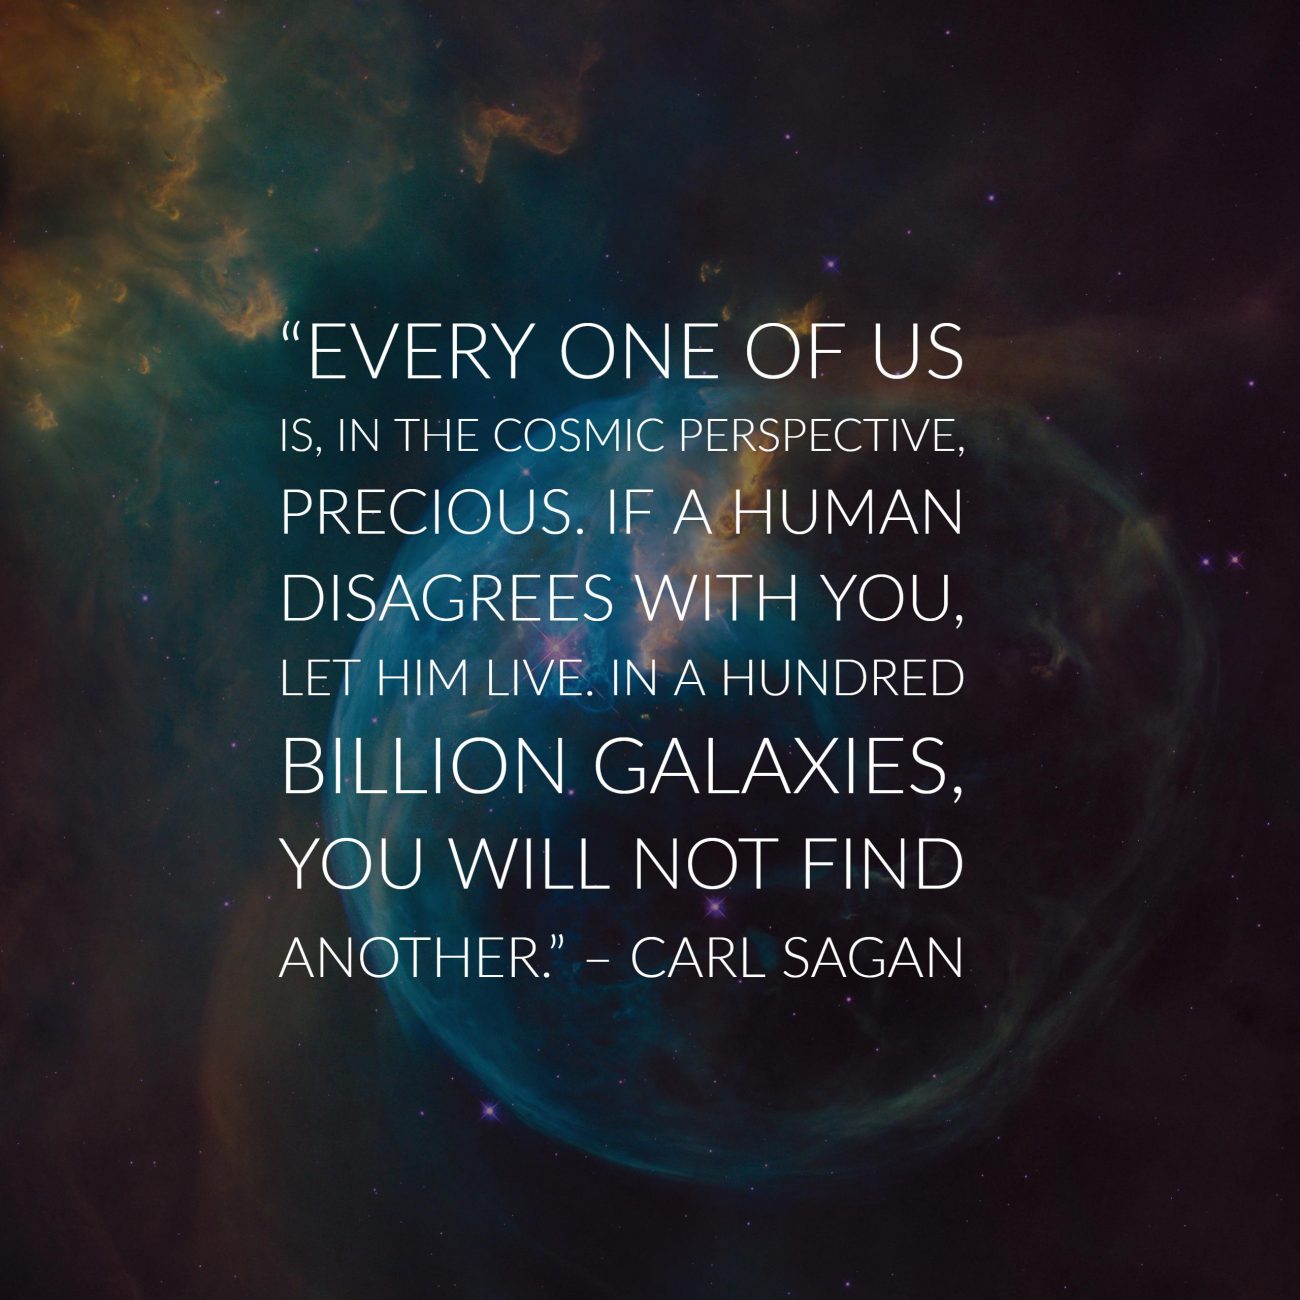 “EVERY ONE OF US
IS, IN THE COSMIC PERSPECTIVE,
PRECIOUS. IF A HUMAN
DISAGREES WITH YOU,
LET HIM LIVE. IN A HUNDRED
BILLION GALAXIES,
YOU WILL NOT FIND
ANOTHER.” – CARL SAGAN